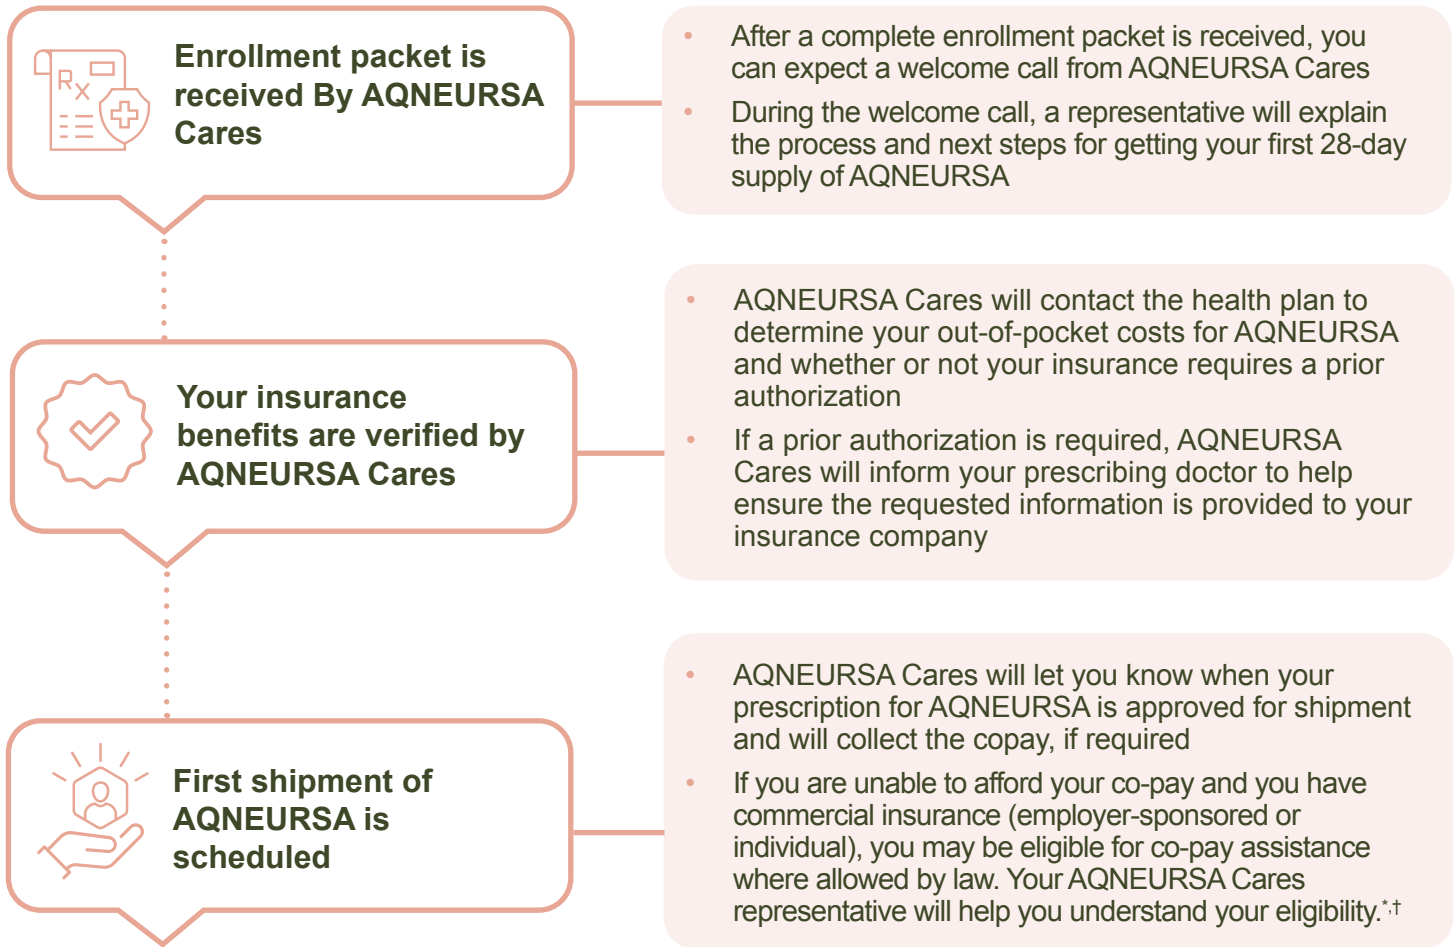 Enrollment packet is
received By AQNEURSA
Cares
• After a complete enrollment packet is received, you
can expect a welcome call from AQNEURSA Cares
• During the welcome call, a representative will explain
the process and next steps for getting your first 28-day
supply of AQNEURSA
Rx
Your insurance
benefits are verified by
AQNEURSA Cares
• AQNEURSA Cares will contact the health plan to
determine your out-of-pocket costs for AQNEURSA
and whether or not your insurance requires a prior
authorization
• If a prior authorization is required, AQNEURSA
Cares will inform your prescribing doctor to help
ensure the requested information is provided to your
insurance company
First shipment of
AQNEURSA is
scheduled
• AQNEURSA Cares will let you know when your
prescription for AQNEURSA is approved for shipment
and will collect the copay, if required
• If you are unable to afford your co-pay and you have
commercial insurance (employer-sponsored or
individual), you may be eligible for co-pay assistance
where allowed by law. Your AQNEURSA Cares
representative will help you understand your eligibility.*,†